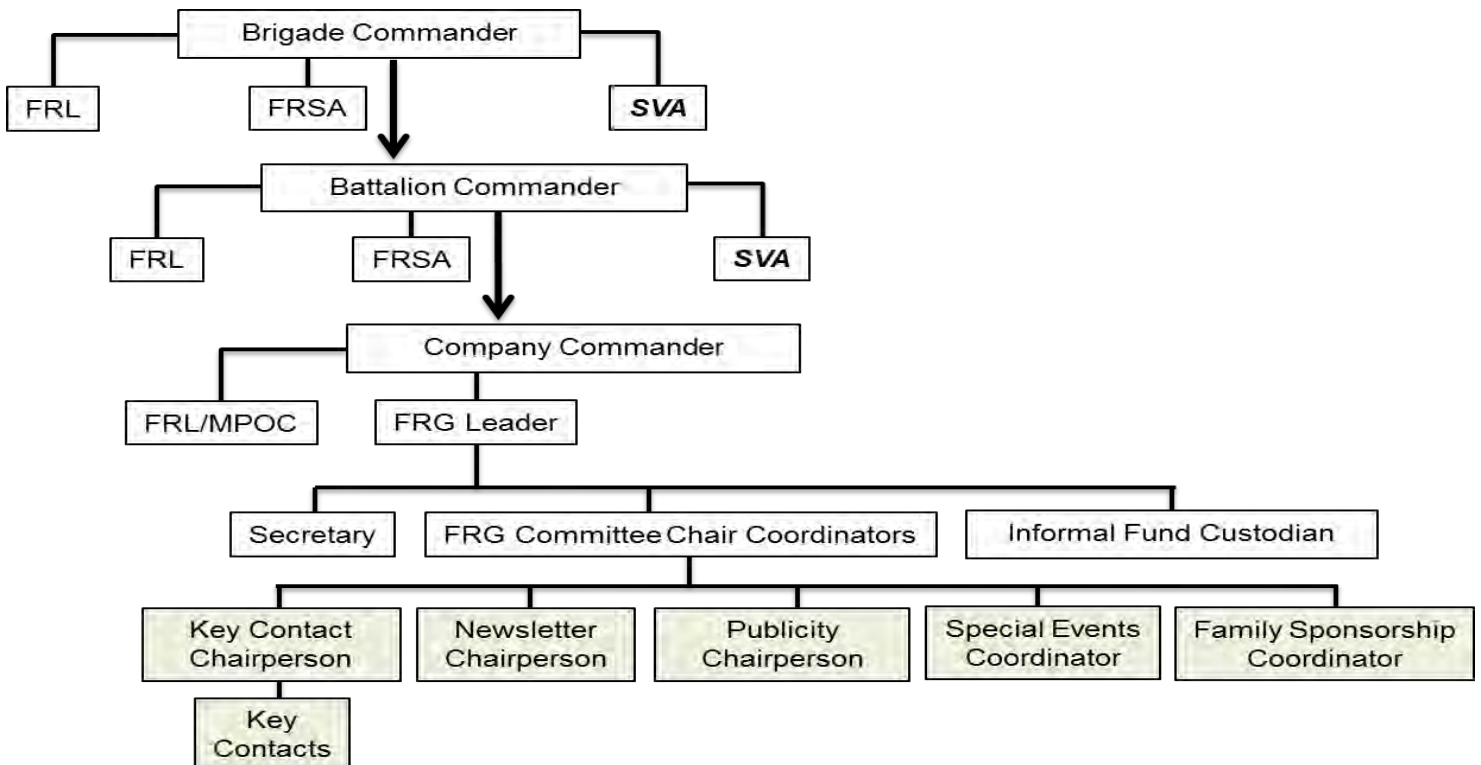 Brigade Commander
FRL
FRSA
SVA
Battalion Commander
FRL
FRSA
SVA
Company Commander
FRL/MPOC
FRG Leader
Secretary
FRG Committee Chair Coordinators
Informal Fund Custodian
Key Contact
Chairperson
Newsletter
Chairperson
Publicity
Chairperson
Special Events
Coordinator
Family Sponsorship
Coordinator
Key
Contacts